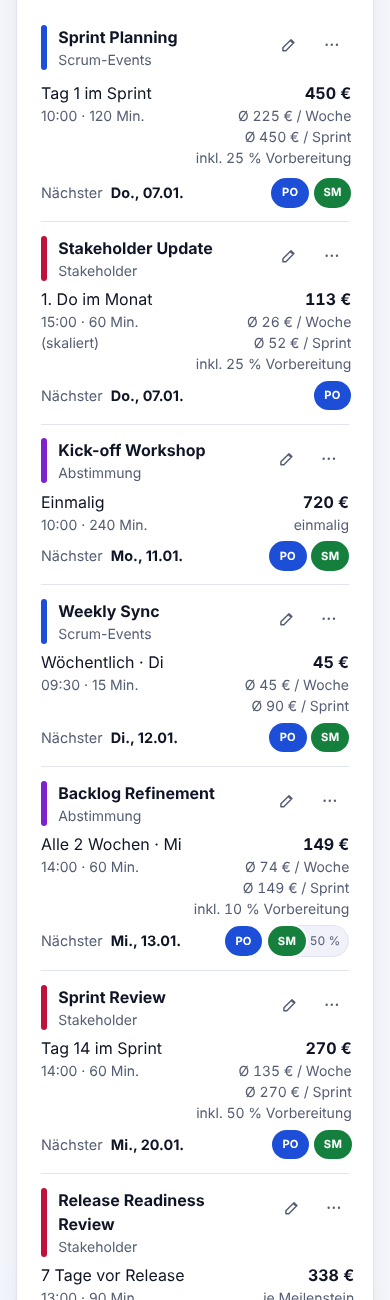 Sprint Planning
Scrum-Events
Tag 1 im Sprint 450 €
10:00 · 120 Min. Ø 225 € / Woche
Ø 450 € / Sprint
inkl. 25 % Vorbereitung
Nächster Do., 07.01. PO SM
Stakeholder Update
Stakeholder
1. Do im Monat 113 €
15:00 · 60 Min. Ø 26 € / Woche
(skaliert) Ø 52 € / Sprint
inkl. 25 % Vorbereitung
Nächster Do., 07.01. PO
Kick-off Workshop
Abstimmung
Einmalig 720 €
10:00 · 240 Min. einmalig
Nächster Mo., 11.01. PO SM
Weekly Sync
Scrum-Events
Wöchentlich · Di 45 €
09:30 · 15 Min. Ø 45 € / Woche
Ø 90 € / Sprint
Nächster Di., 12.01. PO SM
Backlog Refinement
Abstimmung
Alle 2 Wochen · Mi 149 €
14:00 · 60 Min. Ø 74 € / Woche
Ø 149 € / Sprint
inkl. 10 % Vorbereitung
Nächster Mi., 13.01. PO SM 50 %
Sprint Review
Stakeholder
Tag 14 im Sprint 270 €
14:00 · 60 Min. Ø 135 € / Woche
Ø 270 € / Sprint
inkl. 50 % Vorbereitung
Nächster Mi., 20.01. PO SM
Release Readiness
Review
Stakeholder
7 Tage vor Release 338 €
13:00 · 90 Min. je Meilenstein